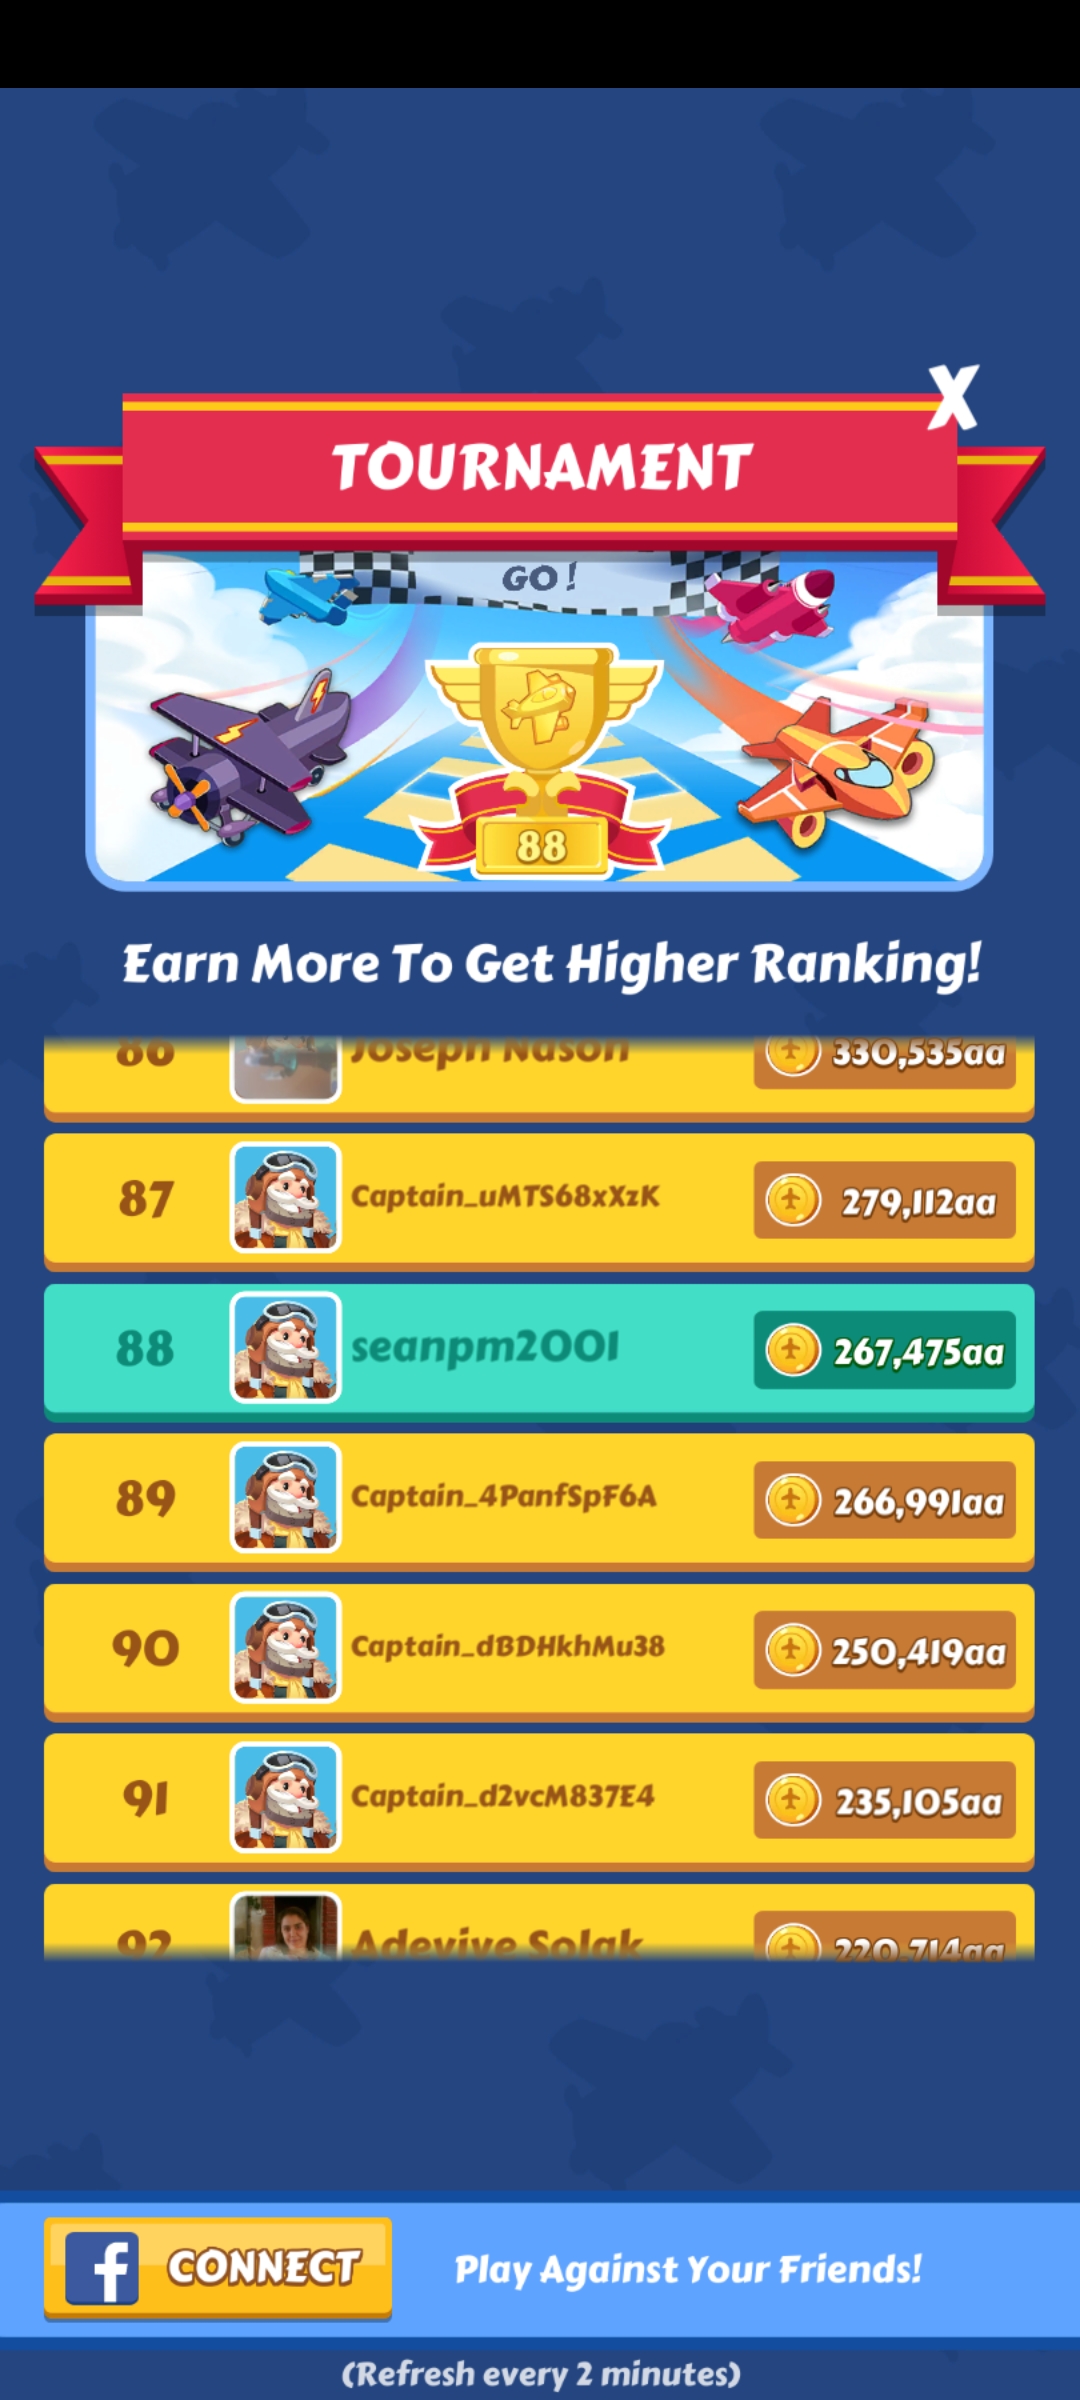 X
TOURNAMENT
GO!
88
Earn More To Get Higher Ranking!
86 Joseph Nason 330,535aa
87 Captain_uMTS68xXzK 279,112aa
88 seanpm2001 267,475aa
89 Captain_4PanfSpF6A 266,991aa
90 Captain_dBDHkhMu38 250,419aa
91 Captain_d2vcM837E4 235,105aa
92 Adevive Solak 220,714aa
f CONNECT Play Against Your Friends!
(Refresh every 2 minutes)